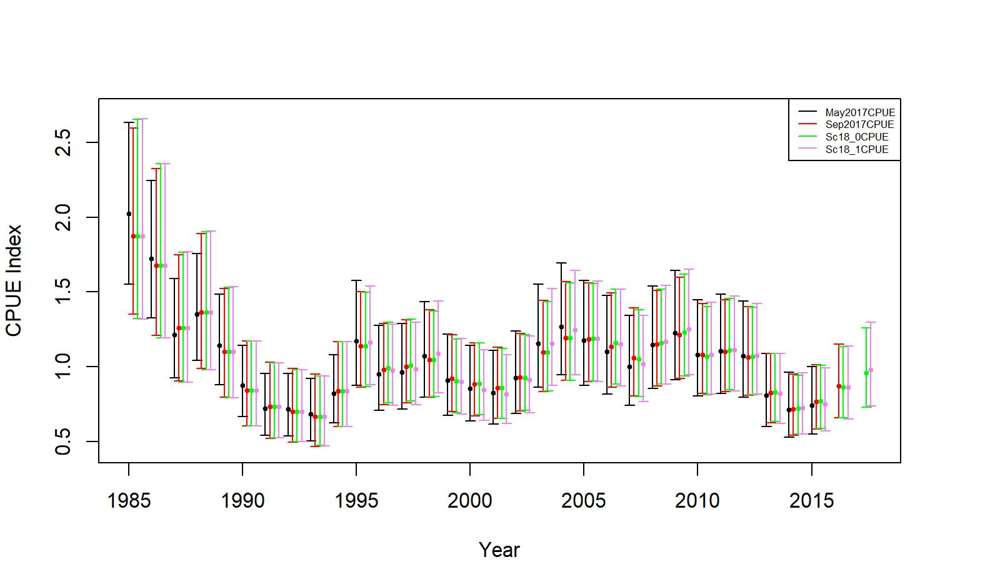 May2017CPUE
Sep2017CPUE
Sc18_0CPUE
Sc18_1CPUE
CPUE Index
2.5
2.0
1.5
1.0
0.5
1985 1990 1995 2000 2005 2010 2015
Year